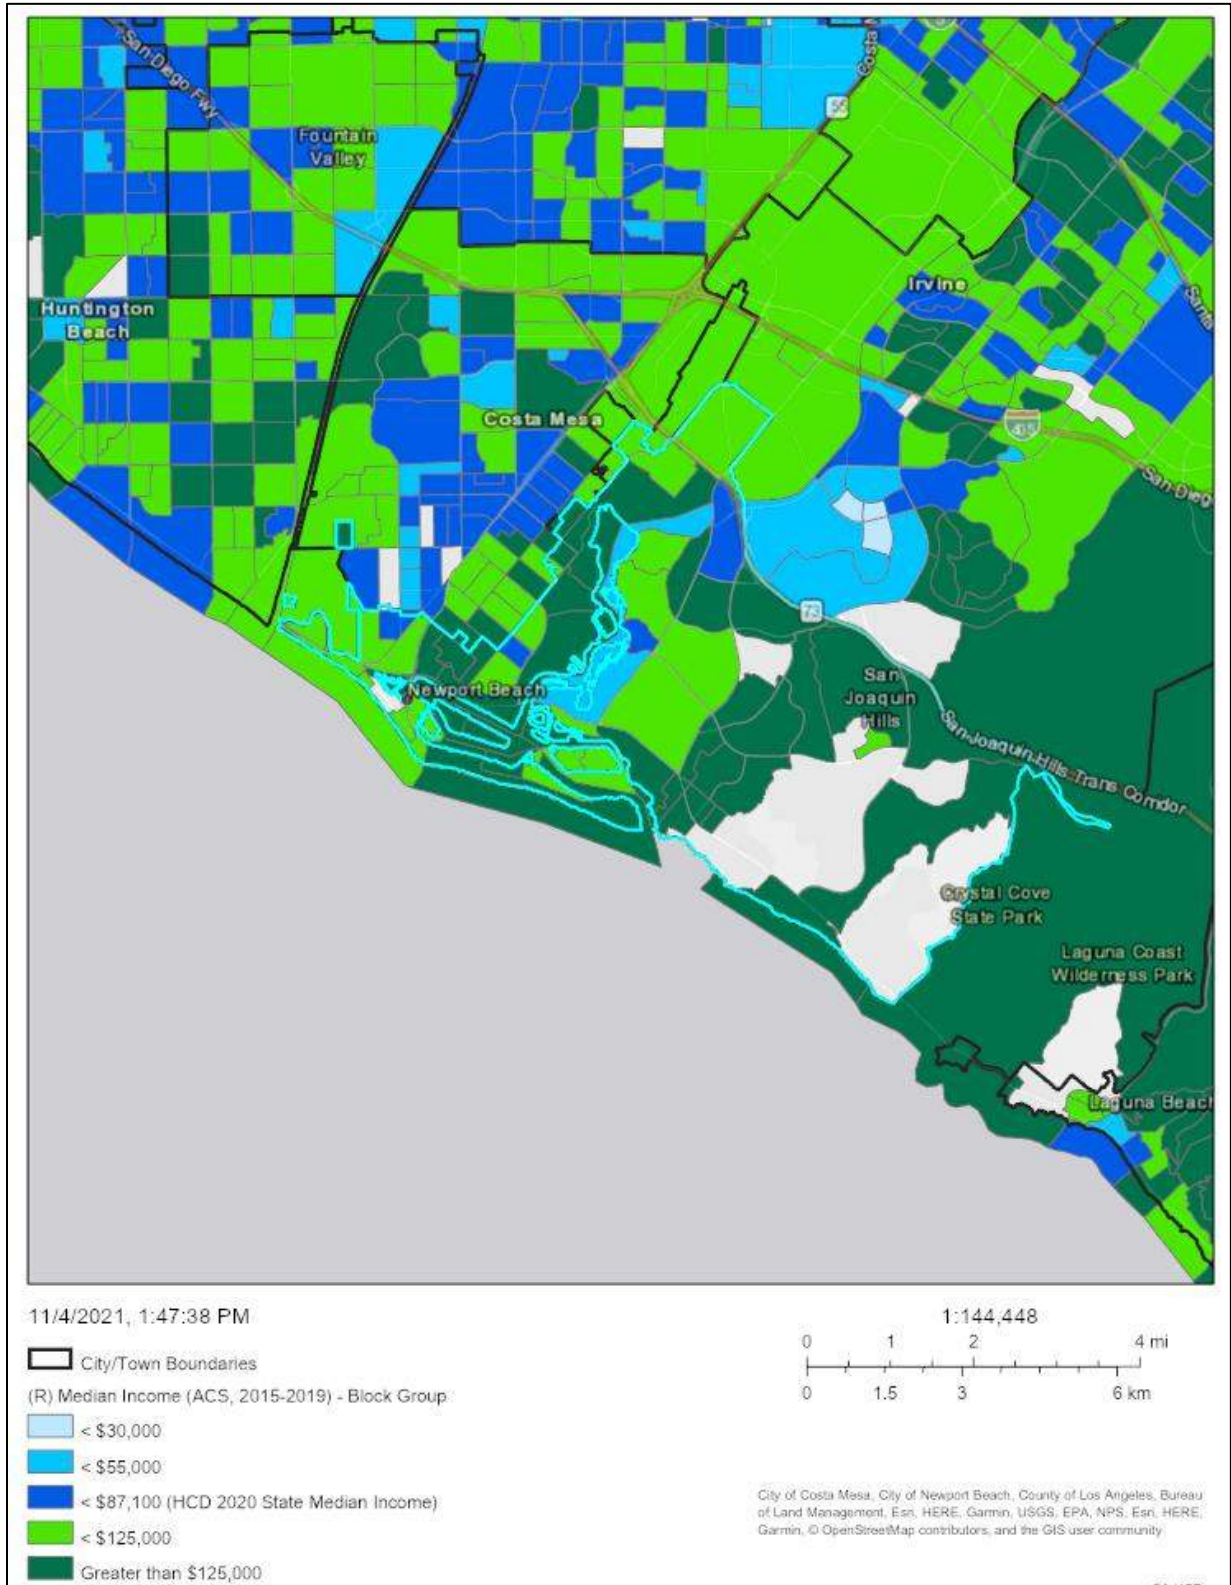 San Diego Fwy
Costa M
5
55
Fountain
Valley
Irvine
Santa
Huntington
Beach
Costa Mesa
405
San Dieg
73
San
Joaquin
Hills
Newport Beach
San Joaquin Hills Trans Corridor
Crystal Cove
State Park
Laguna Coast
Wilderness Park
Laguna Beach
11/4/2021, 1:47:38 PM
1:144,448
0 1 2 4 mi
0 1.5 3 6 km
City/Town Boundaries
(R) Median Income (ACS, 2015-2019) - Block Group
< $30,000
< $55,000
< $87,100 (HCD 2020 State Median Income)
< $125,000
Greater than $125,000
City of Costa Mesa, City of Newport Beach, County of Los Angeles, Bureau
of Land Management, Esri, HERE, Garmin, USGS, EPA, NPS, Esri, HERE,
Garmin, © OpenStreetMap contributors, and the GIS user community